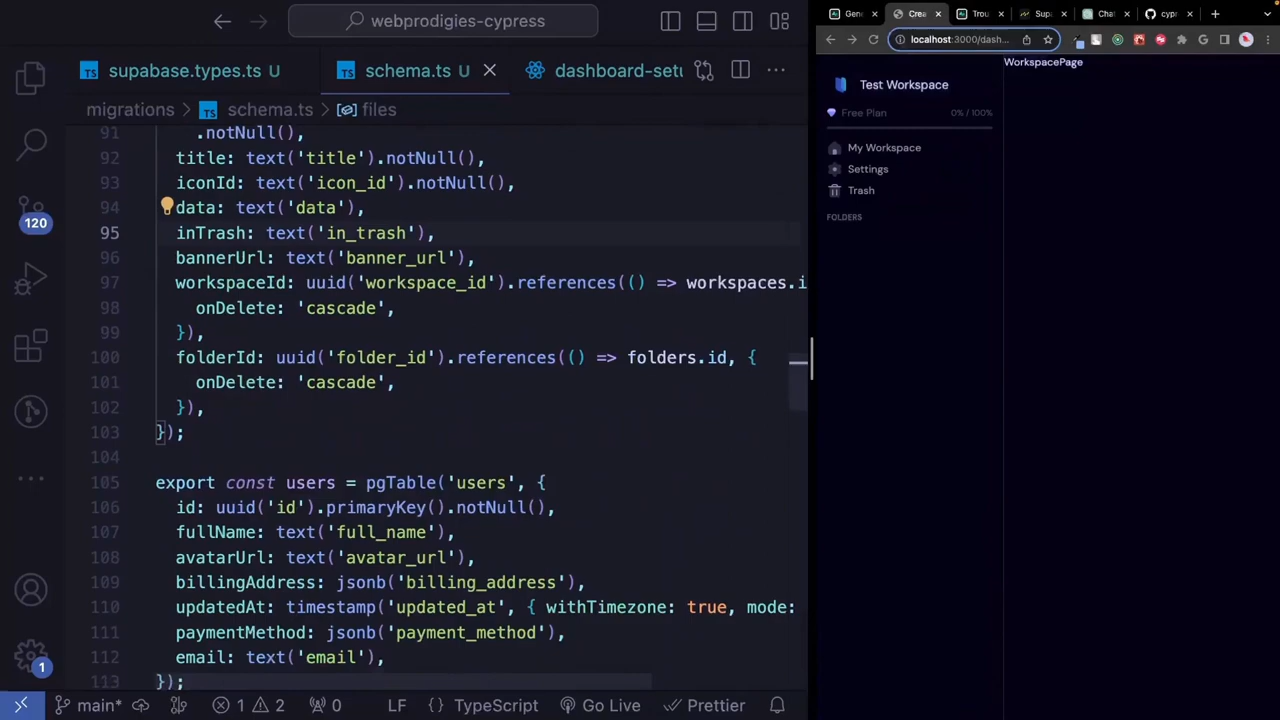 webprodigies-cypress
supabase.types.ts U
schema.ts U
dashboard-setu
migrations
schema.ts
files
91
.notNull(),
92
title: text('title').notNull(),
93
iconId: text('icon_id').notNull(),
94
data: text('data'),
95
inTrash: text('in_trash'),
96
bannerUrl: text('banner_url'),
97
workspaceId: uuid('workspace_id').references(() => workspaces.i
98
onDelete: 'cascade',
99
}),
100
folderId: uuid('folder_id').references(() => folders.id, {
101
onDelete: 'cascade',
102
}),
103
});
104
105
export const users = pgTable('users', {
106
id: uuid('id').primaryKey().notNull(),
107
fullName: text('full_name'),
108
avatarUrl: text('avatar_url'),
109
billingAddress: jsonb('billing_address'),
110
updatedAt: timestamp('updated_at', { withTimezone: true, mode:
111
paymentMethod: jsonb('payment_method'),
112
email: text('email'),
113
});
120
1
main*
1
2
0
LF
{} TypeScript
Go Live
Prettier
Gene
Crea
Trou
Supa
Chat
cypr
localhost:3000/dash...
Test Workspace
Free Plan
0% / 100%
My Workspace
Settings
Trash
FOLDERS
WorkspacePage